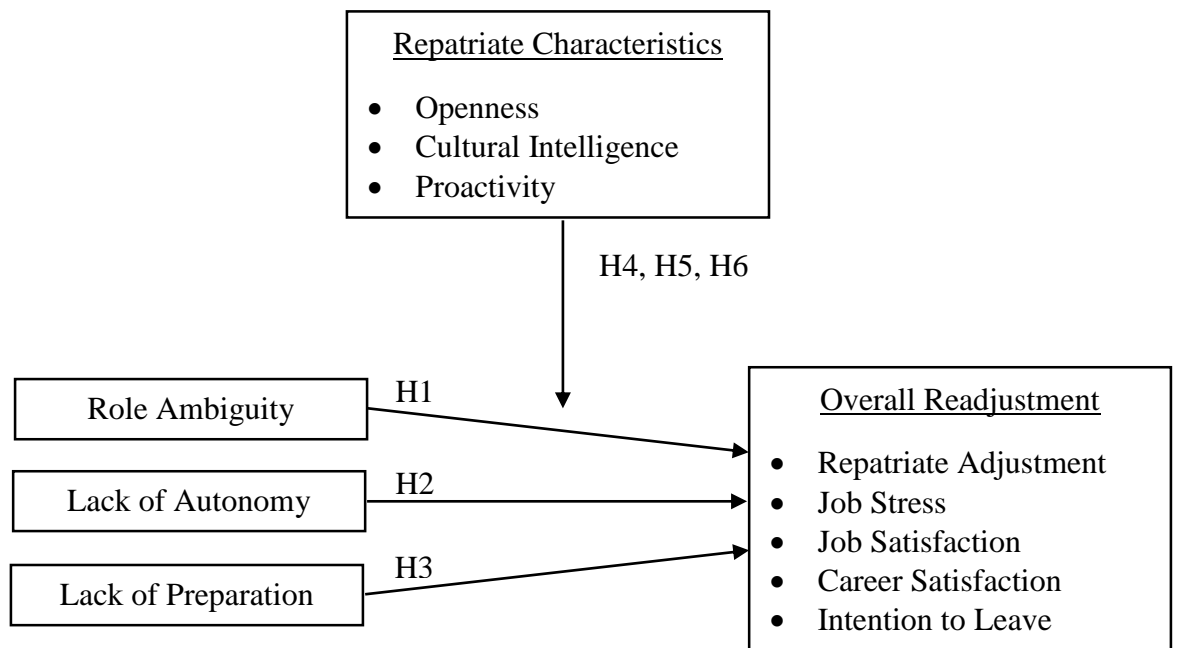 Repatriate Characteristics
• Openness
• Cultural Intelligence
• Proactivity
H4, H5, H6
Role Ambiguity
H1
Lack of Autonomy
H2
Lack of Preparation
H3
Overall Readjustment
• Repatriate Adjustment
• Job Stress
• Job Satisfaction
• Career Satisfaction
• Intention to Leave